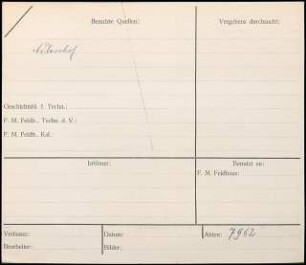 Benutzte Quellen:
Vergebens durchsucht:
Geschichtsbl. f. Techn.:
F. M. Feldh., Techn. d. V.:
F. M. Feldh., Kal.:
Irrtümer:
Benutzt zu:
F. M. Feldhaus:
Verfasser:
Datum:
Akten: 7962
Bearbeiter:
Bilder: